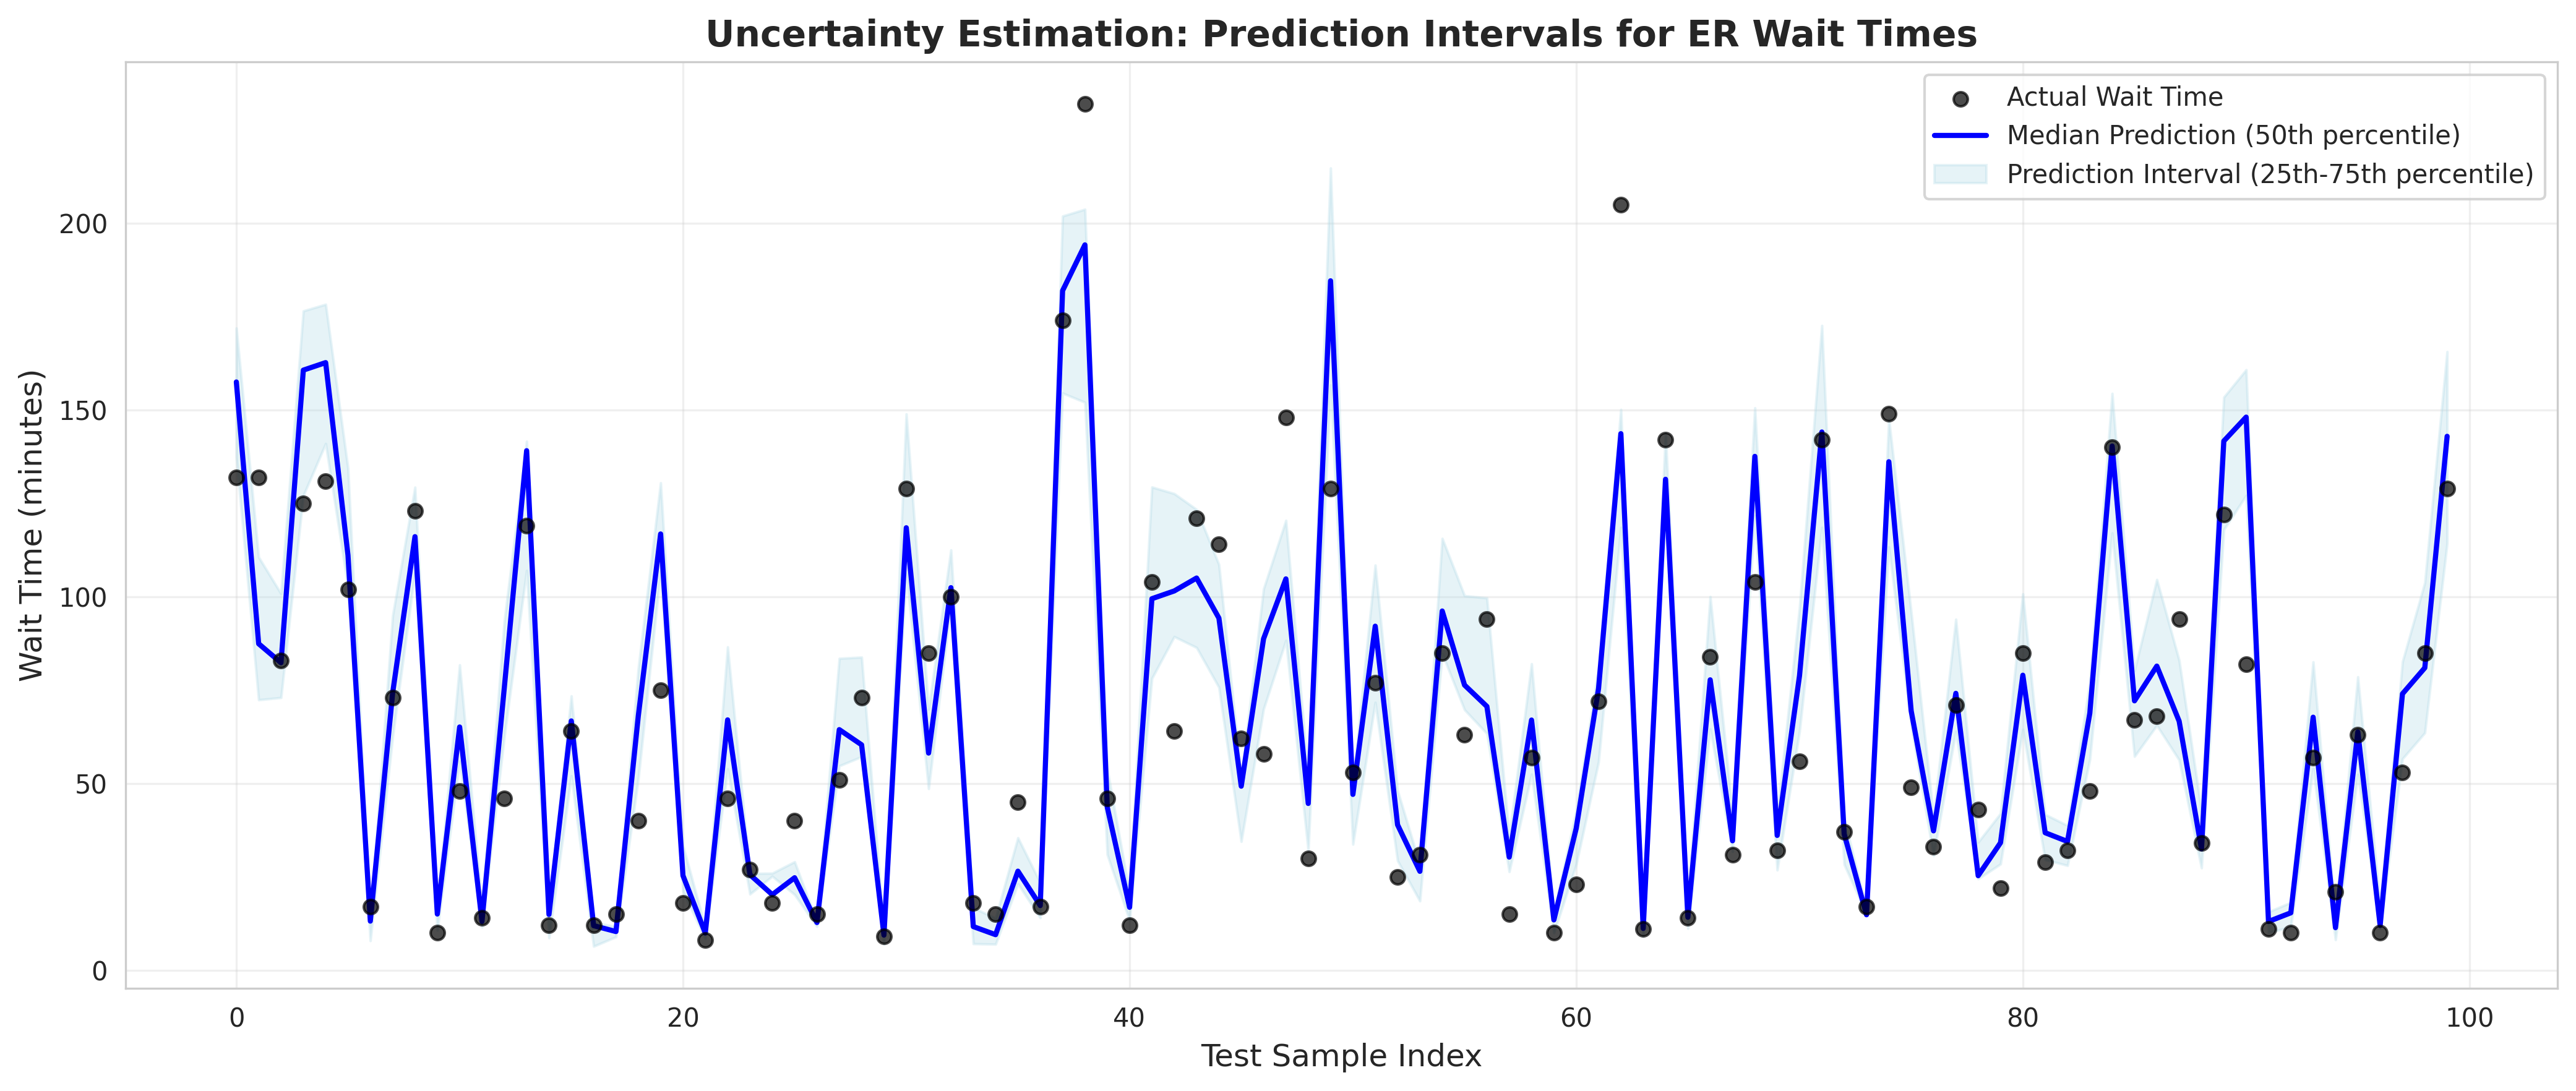 Uncertainty Estimation: Prediction Intervals for ER Wait Times
Actual Wait Time
Median Prediction (50th percentile)
Prediction Interval (25th-75th percentile)
Wait Time (minutes)
200
150
100
50
0
0 20 40 60 80 100
Test Sample Index